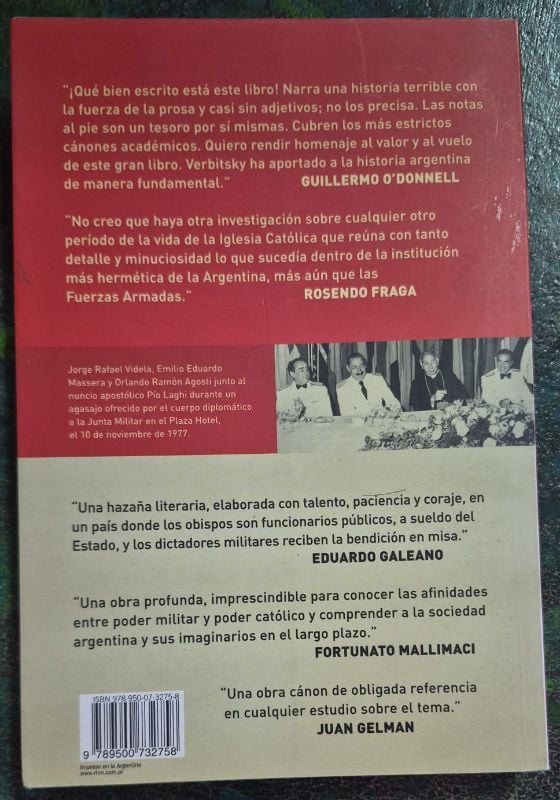 "¡Qué bien escrito está este libro! Narra una historia terrible con
la fuerza de la prosa y casi sin adjetivos; no los precisa. Las notas
al pie son un tesoro por sí mismas. Cubren los más estrictos
cánones académicos. Quiero rendir homenaje al valor y al vuelo
de este gran libro. Verbitsky ha aportado a la historia argentina
de manera fundamental." GUILLERMO O'DONNELL
"No creo que haya otra investigación sobre cualquier otro
período de la vida de la Iglesia Católica que reúna con tanto
detalle y minuciosidad lo que sucedía dentro de la institución
más hermética de la Argentina, más aún que las
Fuerzas Armadas." ROSENDO FRAGA
Jorge Rafael Videla, Emilio Eduardo
Massera y Orlando Ramón Agosti junto al
nuncio apostólico Pío Laghi durante un
agasajo ofrecido por el cuerpo diplomático
a la Junta Militar en el Plaza Hotel,
el 10 de noviembre de 1977.
"Una hazaña literaria, elaborada con talento, paciencia y coraje, en
un país donde los obispos son funcionarios públicos, a sueldo del
Estado, y los dictadores militares reciben la bendición en misa."
EDUARDO GALEANO
"Una obra profunda, imprescindible para conocer las afinidades
entre poder militar y poder católico y comprender a la sociedad
argentina y sus imaginarios en el largo plazo."
FORTUNATO MALLIMACI
"Una obra cánon de obligada referencia
en cualquier estudio sobre el tema."
JUAN GELMAN
ISBN 978-950-07-3275-8
9 789500 732758
Impreso en la Argentina